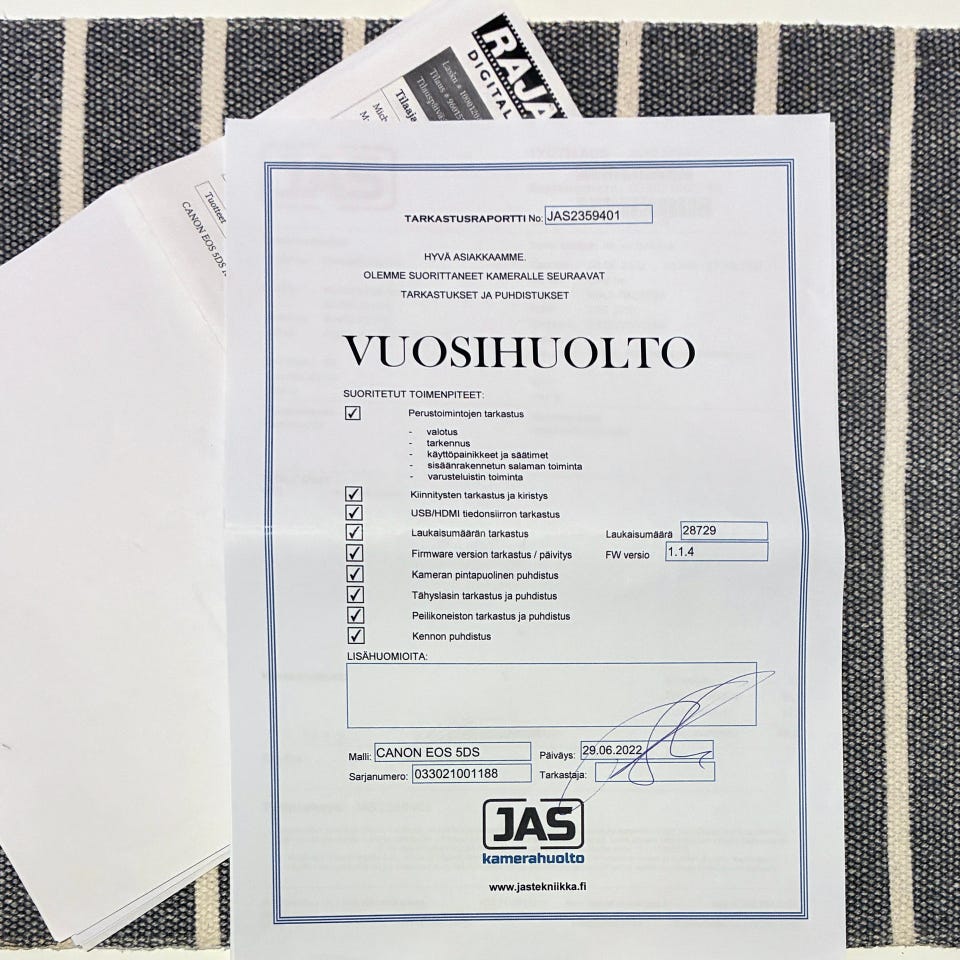 RAJA
DIGITAL
Lasku #
Tilaus #
Tilaaja
Tuotteet
CANON EOS 5DS
TARKASTUSRAPORTTI No: JAS2359401
HYVÄ ASIAKKAAMME.
OLEMME SUORITTANEET KAMERALLE SEURAAVAT
TARKASTUKSET JA PUHDISTUKSET
VUOSIHUOLTO
SUORITETUT TOIMENPITEET:
Perustoimintojen tarkastus
- valotus
- tarkennus
- käyttöpainikkeet ja säätimet
- sisäänrakennetun salaman toiminta
- varusteluistin toiminta
Kiinnitysten tarkastus ja kiristys
USB/HDMI tiedonsiirron tarkastus
Laukaisumäärän tarkastus Laukaisumäärä 28729
Firmware version tarkastus / päivitys FW versio 1.1.4
Kameran pintapuolinen puhdistus
Tähyslasin tarkastus ja puhdistus
Peilikoneiston tarkastus ja puhdistus
Kennon puhdistus
LISÄHUOMIOITA:
Malli: CANON EOS 5DS Päiväys: 29.06.2022
Sarjanumero: 033021001188 Tarkastaja:
JAS
kamerahuolto
www.jastekniikka.fi